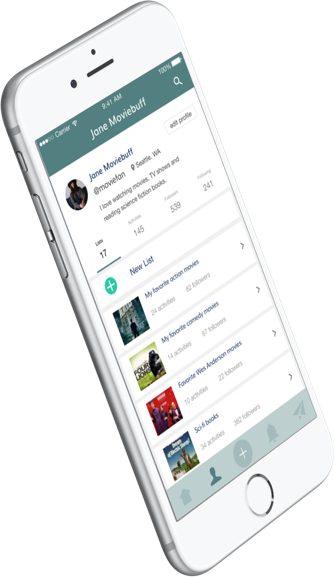 Carrier
9:41 AM
100%
Jane Moviebuff
edit profile
Jane Moviebuff
@moviefan Seattle, WA
I love watching movies, TV shows and
reading science fiction books.
Lists Activities Followers Following
17 145 539 241
New List
My favorite action movies
24 activities 82 followers
My favorite comedy movies
14 activities 87 followers
Favorite Wes Anderson movies
10 activities 22 followers
Sci-fi books
34 activities 382 followers